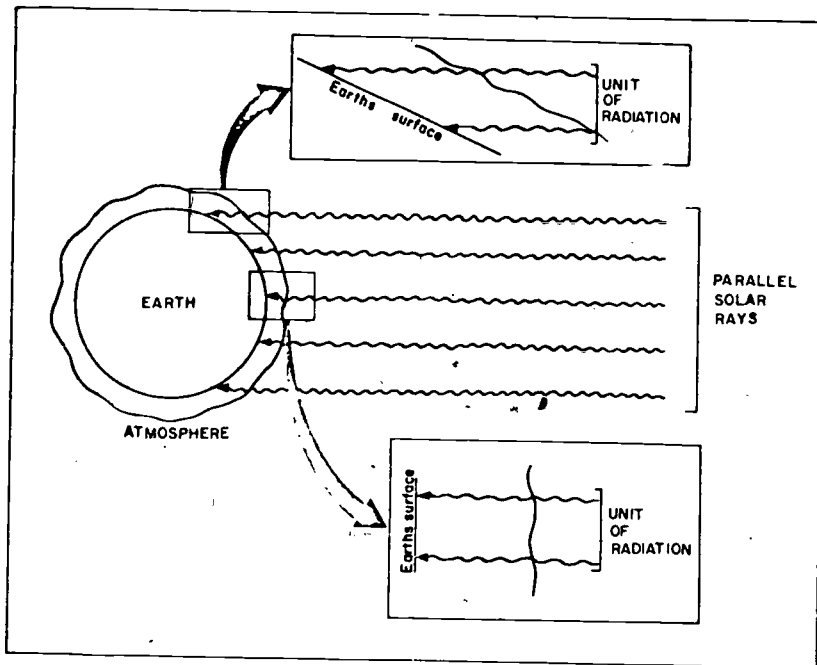 Earths surface
UNIT
OF
RADIATION
EARTH
ATMOSPHERE
PARALLEL
SOLAR
RAYS
Earths surface
UNIT
OF
RADIATION